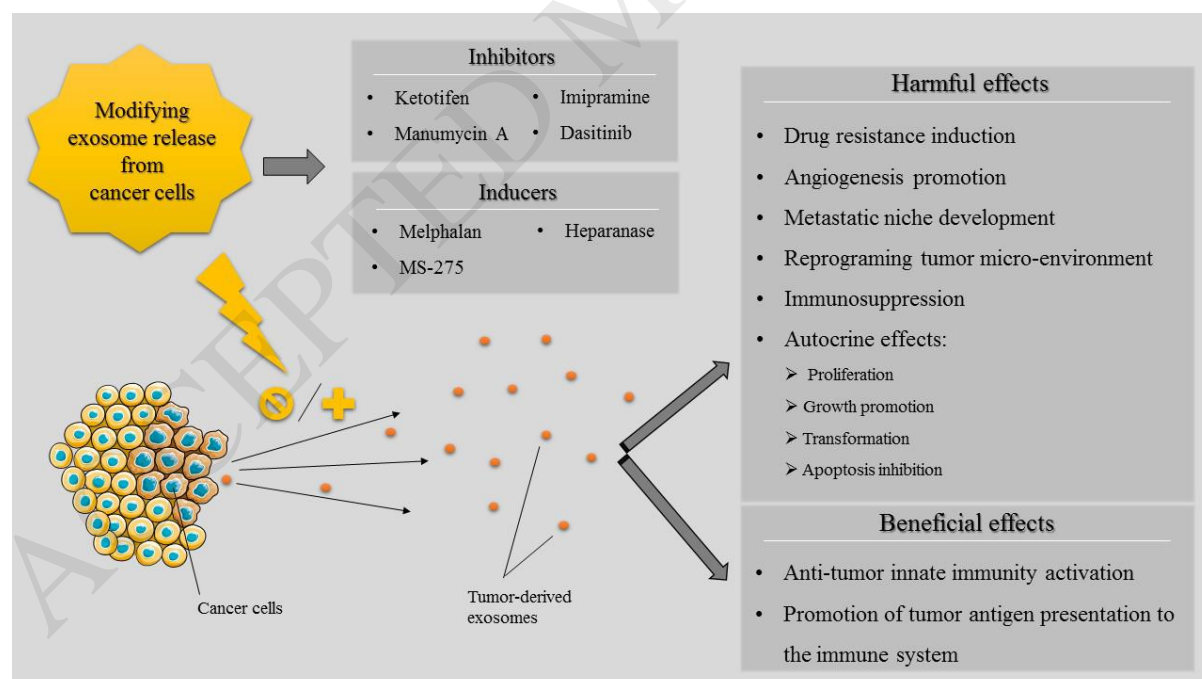 Modifying
exosome release
from
cancer cells
Inhibitors
• Ketotifen
• Imipramine
• Manumycin A
• Dasitinib
Inducers
• Melphalan
• Heparanase
• MS-275
Harmful effects
• Drug resistance induction
• Angiogenesis promotion
• Metastatic niche development
• Reprograming tumor micro-environment
• Immunosuppression
• Autocrine effects:
➢ Proliferation
➢ Growth promotion
➢ Transformation
➢ Apoptosis inhibition
Beneficial effects
• Anti-tumor innate immunity activation
• Promotion of tumor antigen presentation to
the immune system
Cancer cells
Tumor-derived
exosomes
ACCEPTED M